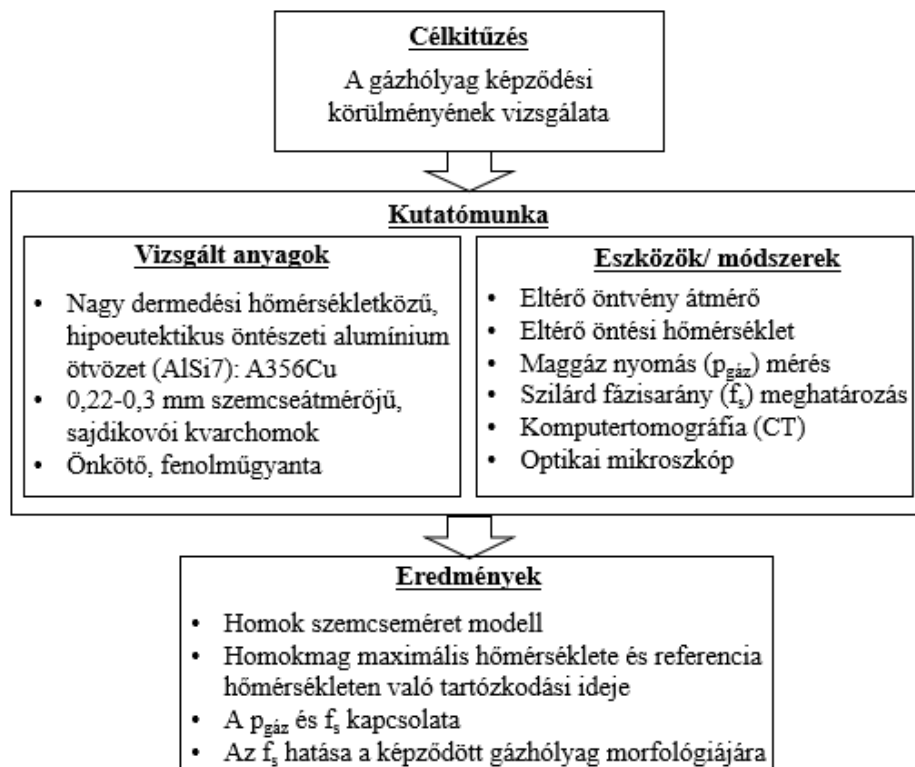 Célkitűzés
A gázhólyag képződési
körülményének vizsgálata
Kutatómunka
Vizsgált anyagok
• Nagy dermedési hőmérsékletközű,
hipoeutektikus öntészeti alumínium
ötvözet (AlSi7): A356Cu
• 0,22-0,3 mm szemcseátmérőjű,
sajdikovói kvarchomok
• Önkötő, fenolműgyanta
Eszközök/ módszerek
• Eltérő öntvény átmérő
• Eltérő öntési hőmérséklet
• Maggáz nyomás (pgáz) mérés
• Szilárd fázisarány (fs) meghatározás
• Komputertomográfia (CT)
• Optikai mikroszkóp
Eredmények
• Homok szemcseméret modell
• Homokmag maximális hőmérséklete és referencia
hőmérsékleten való tartózkodási ideje
• A pgáz és fs kapcsolata
• Az fs hatása a képződött gázhólyag morfológiájára